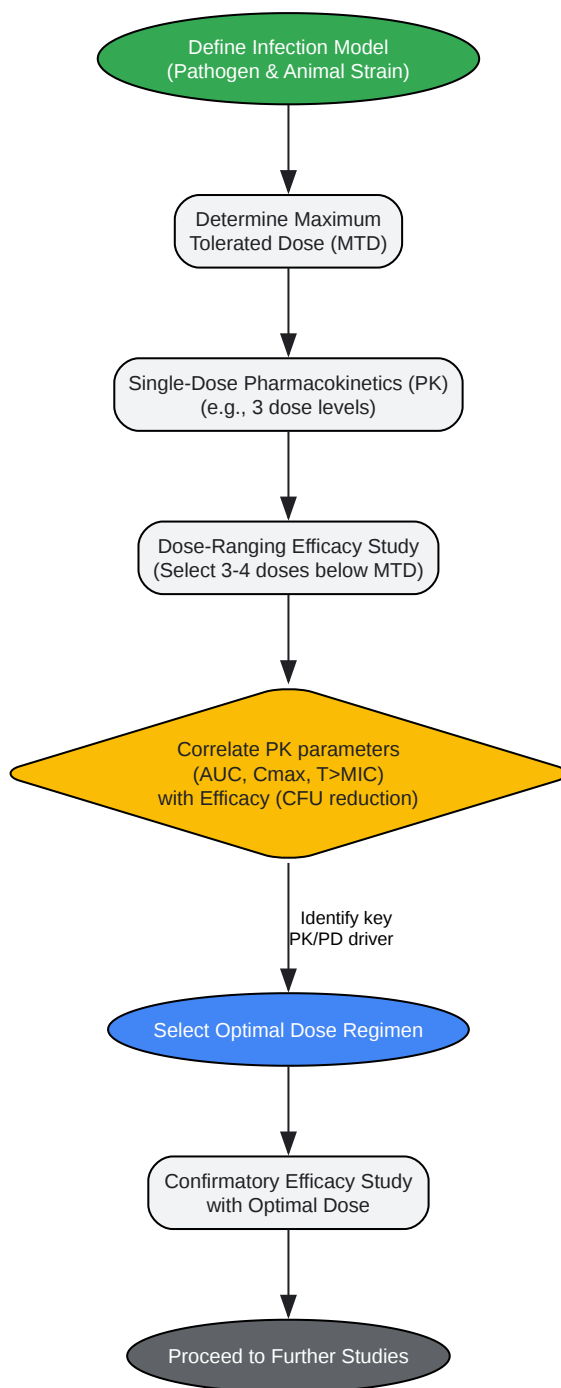 Define Infection Model
(Pathogen & Animal Strain)
Determine Maximum
Tolerated Dose (MTD)
Single-Dose Pharmacokinetics (PK)
(e.g., 3 dose levels)
Dose-Ranging Efficacy Study
(Select 3-4 doses below MTD)
Correlate PK parameters
(AUC, Cmax, T>MIC)
with Efficacy (CFU reduction)
Identify key
PK/PD driver
Select Optimal Dose Regimen
Confirmatory Efficacy Study
with Optimal Dose
Proceed to Further Studies